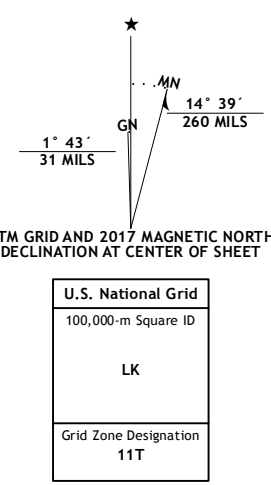 ★
MN
GN
1° 43´
31 MILS
14° 39´
260 MILS
TM GRID AND 2017 MAGNETIC NORTH
DECLINATION AT CENTER OF SHEET
U.S. National Grid
100,000-m Square ID
LK
Grid Zone Designation
11T